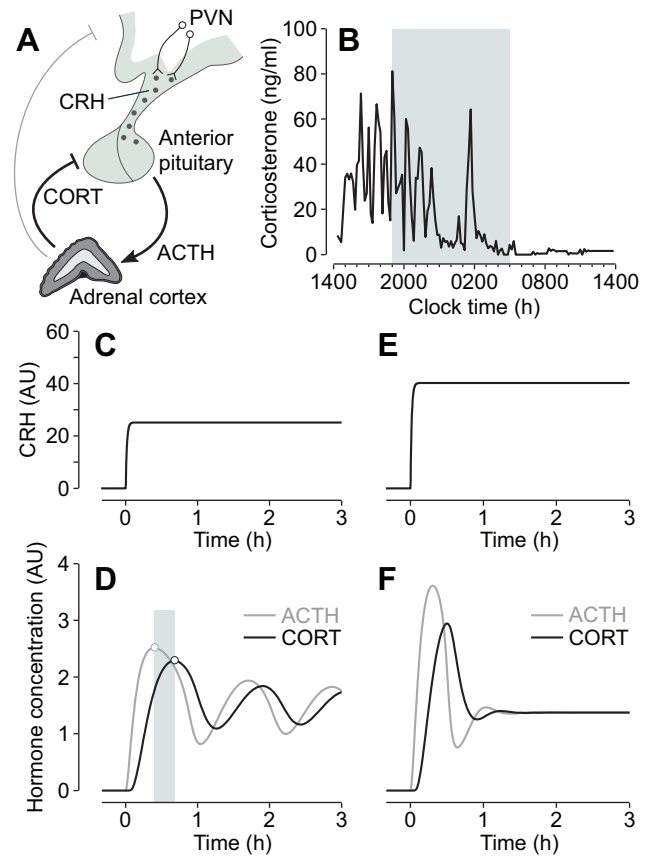 A
PVN
CRH
Anterior
pituitary
CORT
ACTH
Adrenal cortex
B
Corticosterone (ng/ml)
100
80
60
40
20
0
1400 2000 0200 0800 1400
Clock time (h)
C
CRH (AU)
60
40
20
0
0 1 2 3
Time (h)
E
0 1 2 3
Time (h)
D
Hormone concentration (AU)
4
3
2
1
0
ACTH
CORT
0 1 2 3
Time (h)
F
ACTH
CORT
0 1 2 3
Time (h)